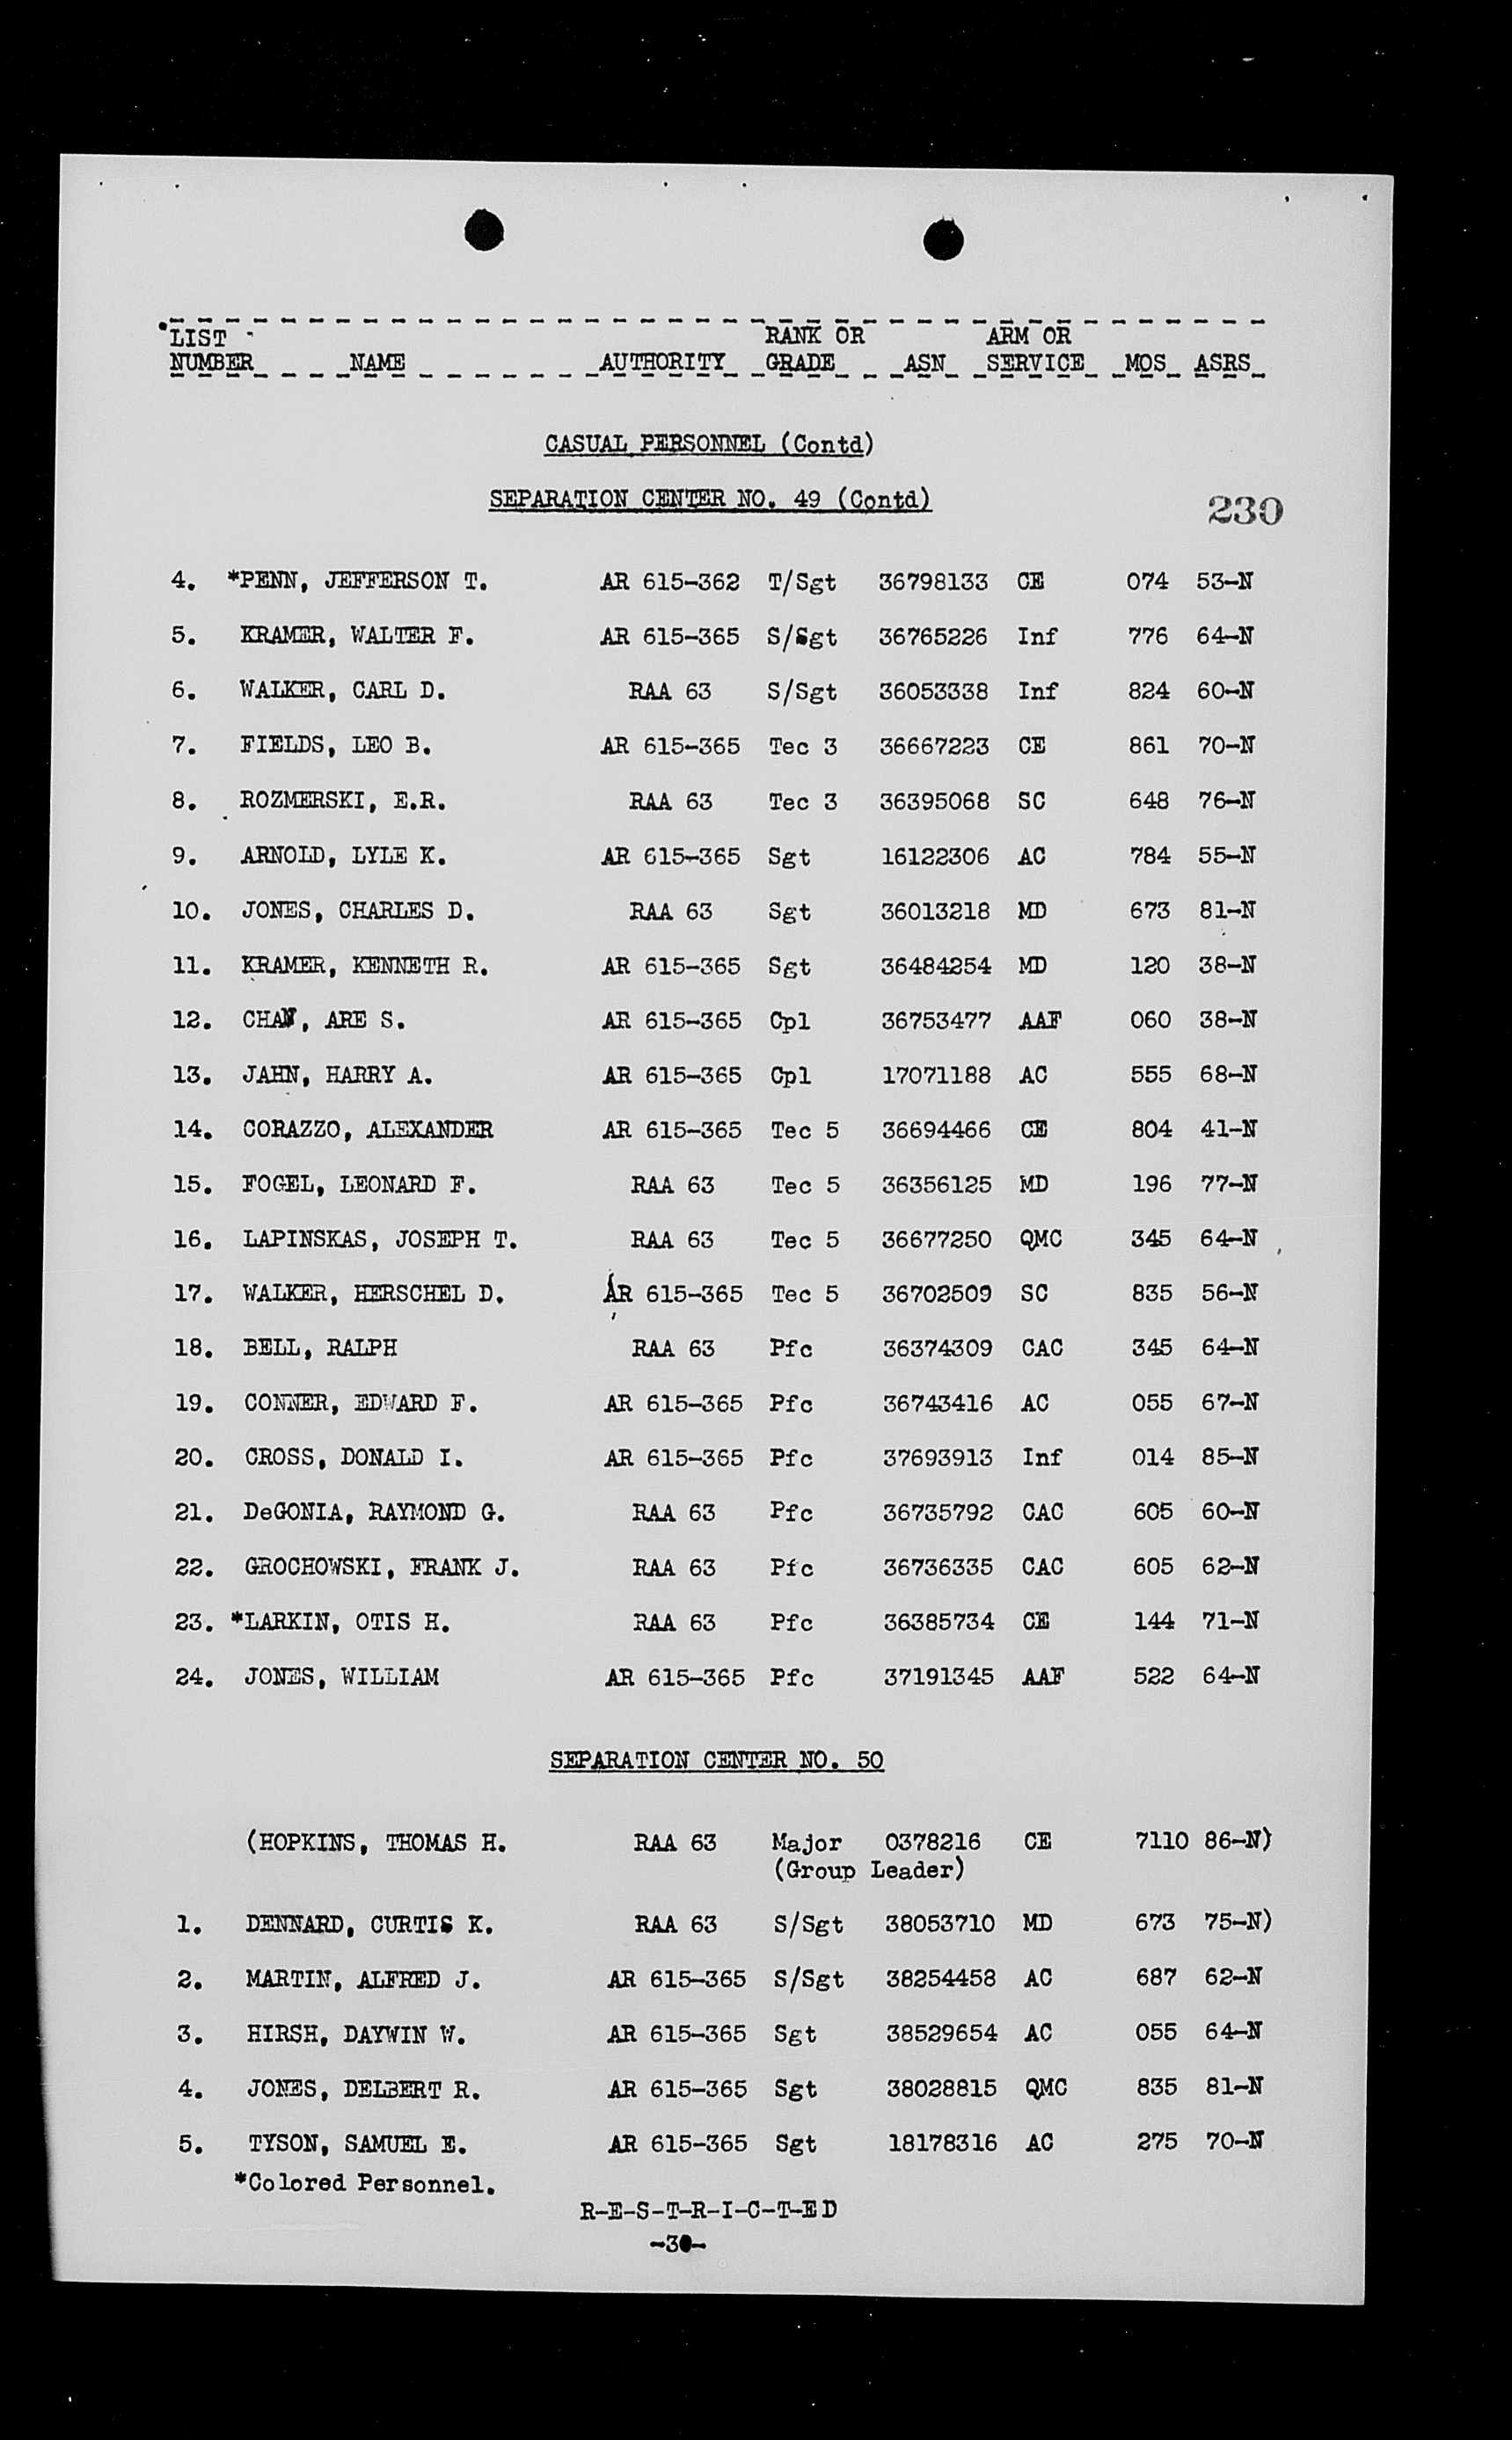 LIST NUMBER NAME AUTHORITY RANK OR GRADE ASN ARM OR SERVICE MOS ASRS
CASUAL PERSONNEL (Contd)
SEPARATION CENTER NO. 49 (Contd)
230
4. *PENN, JEFFERSON T. AR 615-362 T/Sgt 36798133 CE 074 53-N
5. KRAMER, WALTER F. AR 615-365 S/Sgt 36765226 Inf 776 64-N
6. WALKER, CARL D. RAA 63 S/Sgt 36053338 Inf 824 60-N
7. FIELDS, LEO B. AR 615-365 Tec 3 36667223 CE 861 70-N
8. ROZMERSKI, E.R. RAA 63 Tec 3 36395068 SC 648 76-N
9. ARNOLD, LYLE K. AR 615-365 Sgt 16122306 AC 784 55-N
10. JONES, CHARLES D. RAA 63 Sgt 36013218 MD 673 81-N
11. KRAMER, KENNETH R. AR 615-365 Sgt 36484254 MD 120 38-N
12. CHAN, ARE S. AR 615-365 Cpl 36753477 AAF 060 38-N
13. JAHN, HARRY A. AR 615-365 Cpl 17071188 AC 555 68-N
14. CORAZZO, ALEXANDER AR 615-365 Tec 5 36694466 CE 804 41-N
15. FOGEL, LEONARD F. RAA 63 Tec 5 36356125 MD 196 77-N
16. LAPINSKAS, JOSEPH T. RAA 63 Tec 5 36677250 QMC 345 64-N
17. WALKER, HERSCHEL D. AR 615-365 Tec 5 36702509 SC 835 56-N
18. BELL, RALPH RAA 63 Pfc 36374309 CAC 345 64-N
19. CONNER, EDWARD F. AR 615-365 Pfc 36743416 AC 055 67-N
20. CROSS, DONALD I. AR 615-365 Pfc 37693913 Inf 014 85-N
21. DeGONIA, RAYMOND G. RAA 63 Pfc 36735792 CAC 605 60-N
22. GROCHOWSKI, FRANK J. RAA 63 Pfc 36736335 CAC 605 62-N
23. *LARKIN, OTIS H. RAA 63 Pfc 36385734 CE 144 71-N
24. JONES, WILLIAM AR 615-365 Pfc 37191345 AAF 522 64-N
SEPARATION CENTER NO. 50
(HOPKINS, THOMAS H. RAA 63 Major 0378216 CE 7110 86-N)
(Group Leader)
1. DENNARD, CURTIS K. RAA 63 S/Sgt 38053710 MD 673 75-N)
2. MARTIN, ALFRED J. AR 615-365 S/Sgt 38254458 AC 687 62-N
3. HIRSH, DAYWIN W. AR 615-365 Sgt 38529654 AC 055 64-N
4. JONES, DELBERT R. AR 615-365 Sgt 38028815 QMC 835 81-N
5. TYSON, SAMUEL E. AR 615-365 Sgt 18178316 AC 275 70-N
*Colored Personnel.
R-E-S-T-R-I-C-T-E D
-30-